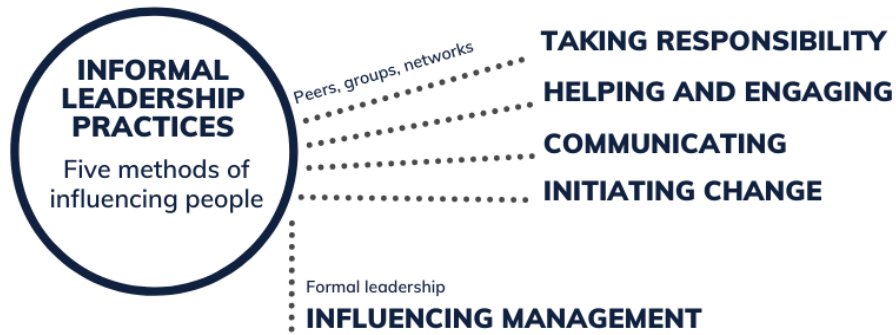 INFORMAL
LEADERSHIP
PRACTICES
Five methods of
influencing people
Peers, groups, networks
TAKING RESPONSIBILITY
HELPING AND ENGAGING
COMMUNICATING
INITIATING CHANGE
Formal leadership
INFLUENCING MANAGEMENT